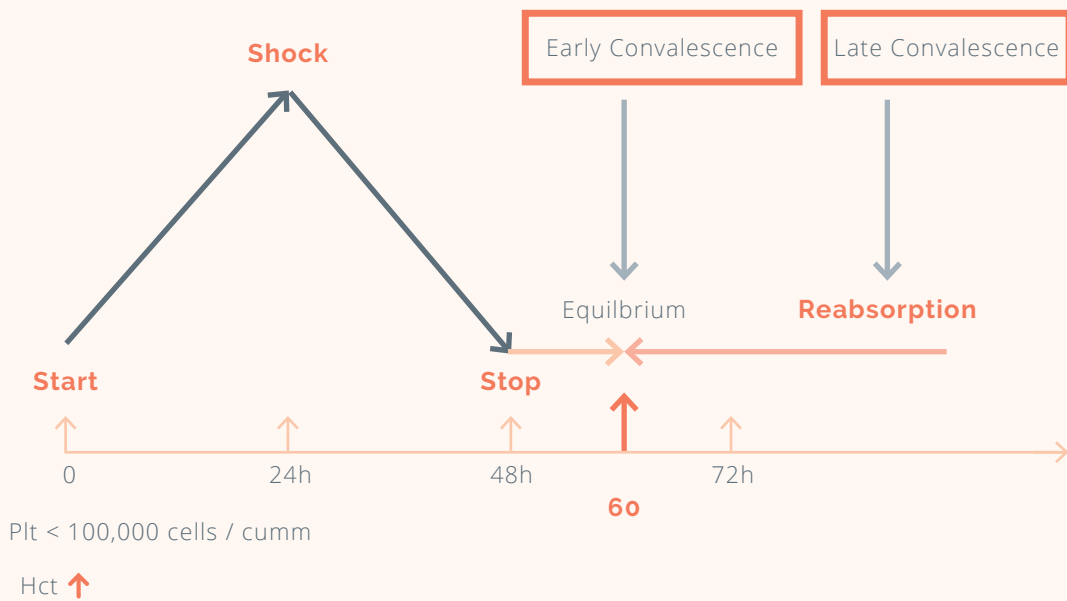 Shock
Early Convalescence
Late Convalescence
Equilbrium
Reabsorption
Start
Stop
0
24h
48h
72h
60
Plt < 100,000 cells / cumm
Hct